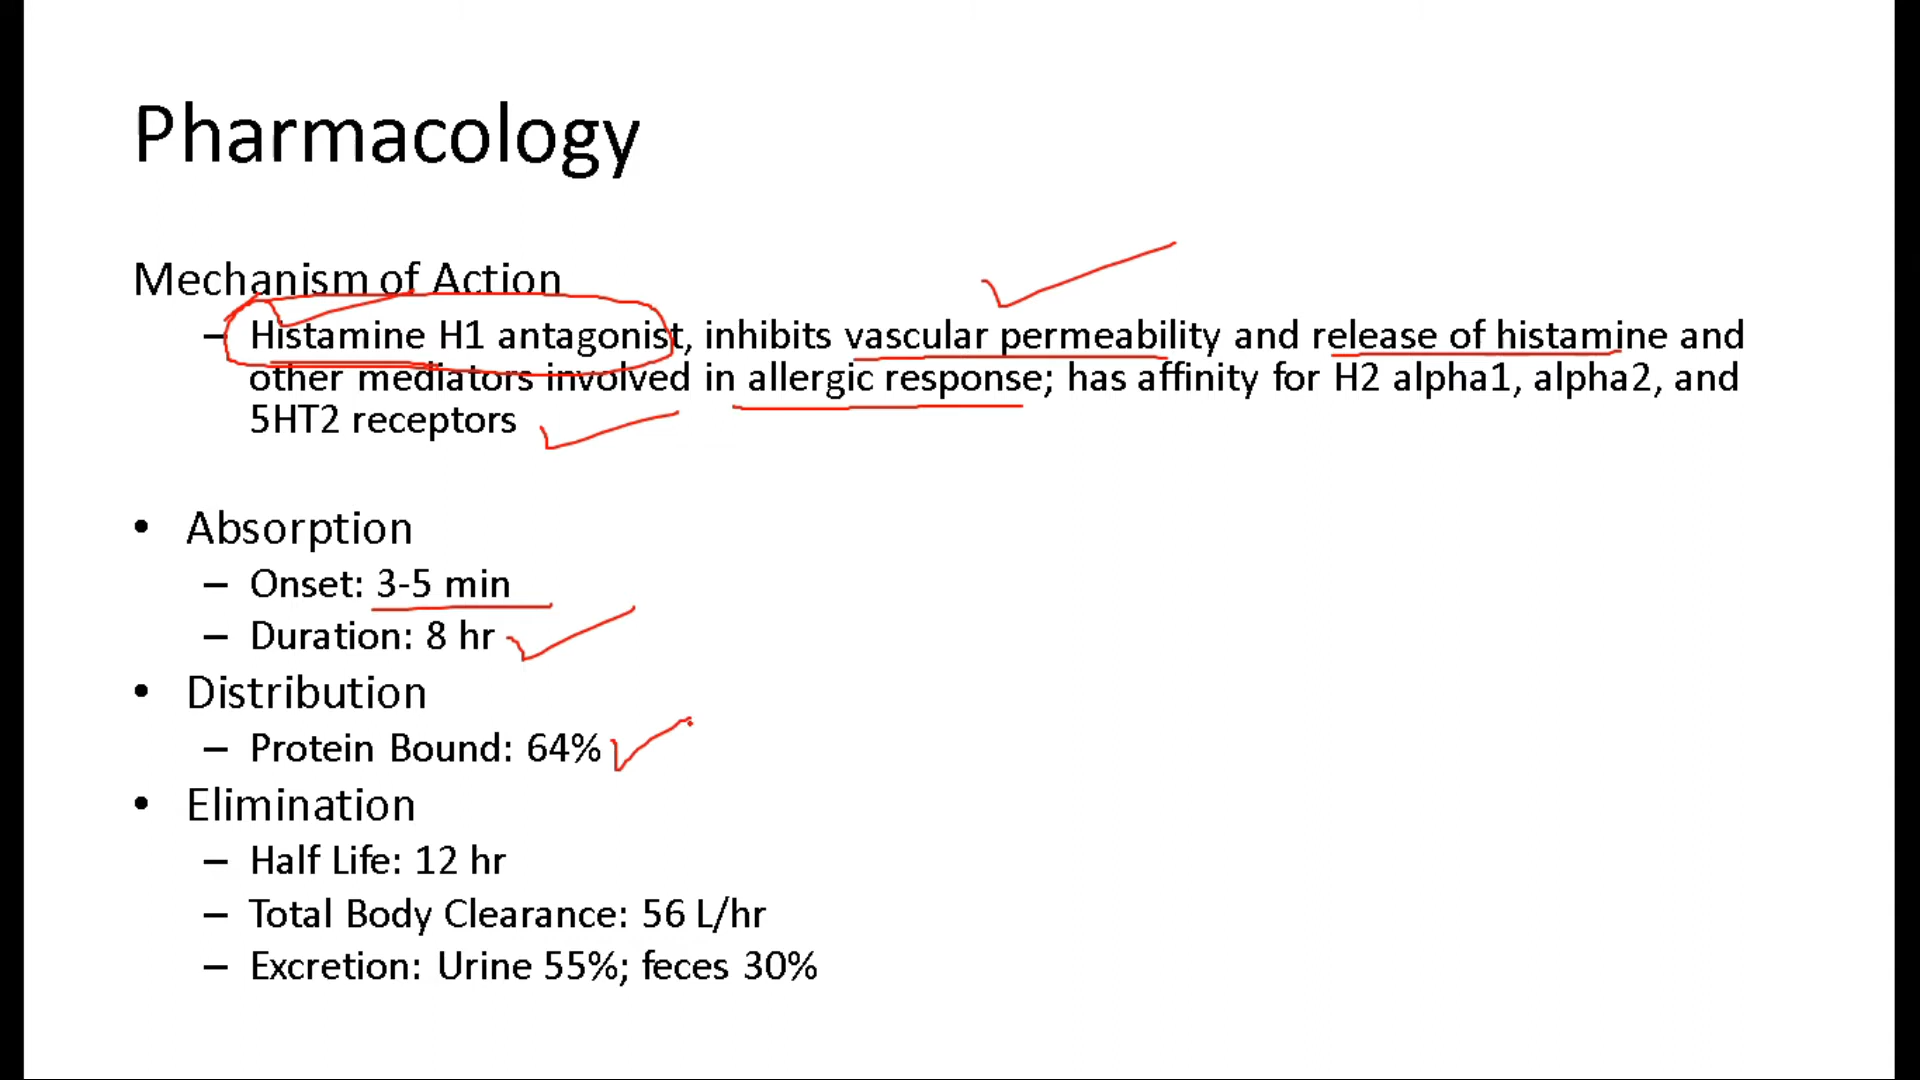 Pharmacology
Mechanism of Action
– Histamine H1 antagonist, inhibits vascular permeability and release of histamine and
other mediators involved in allergic response; has affinity for H2 alpha1, alpha2, and
5HT2 receptors
• Absorption
– Onset: 3-5 min
– Duration: 8 hr
• Distribution
– Protein Bound: 64%
• Elimination
– Half Life: 12 hr
– Total Body Clearance: 56 L/hr
– Excretion: Urine 55%; feces 30%